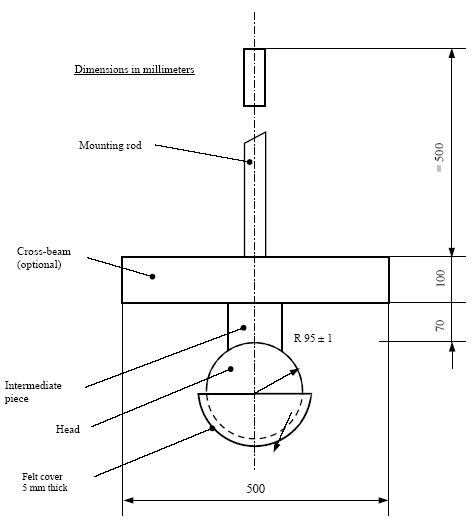 Dimensions in millimeters
Mounting rod
= 500
Cross-beam
(optional)
100
70
R 95 ± 1
Intermediate
piece
Head
Felt cover
5 mm thick
500